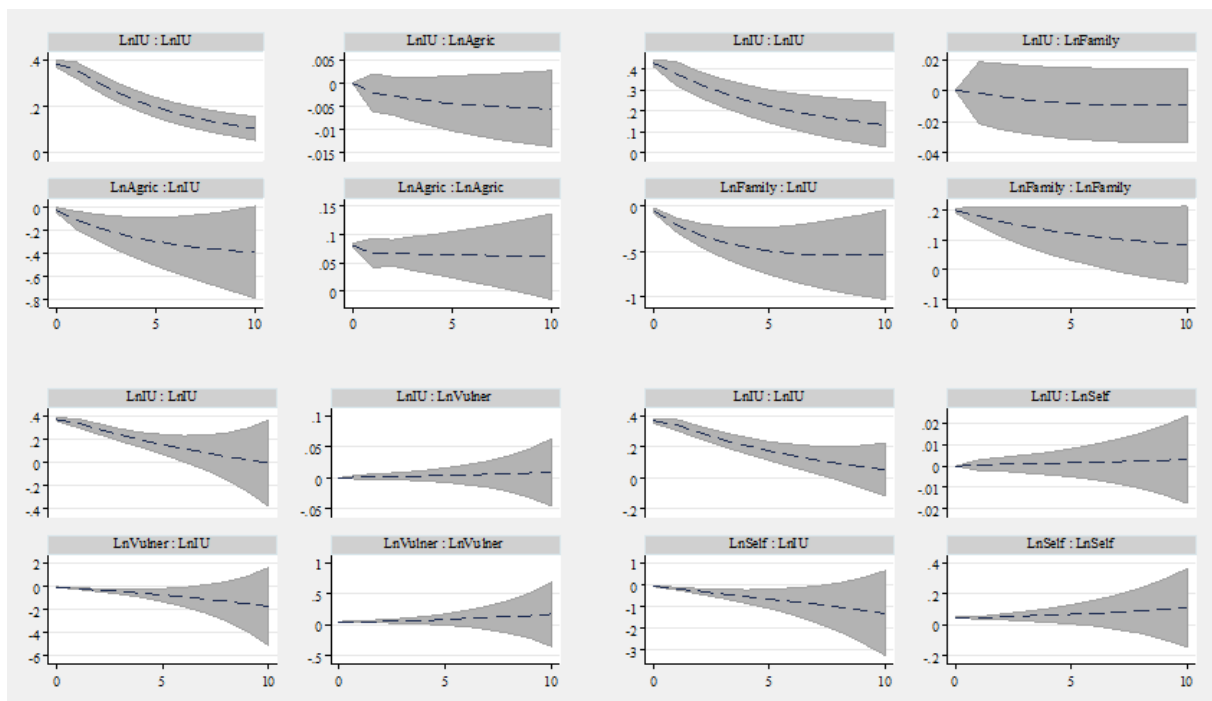 LnIU : LnIU
LnIU : LnAgric
LnIU : LnIU
LnIU : LnFamily
.4
.2
0
.005
0
-.005
-.01
-.015
.4
.3
.2
.1
0
.02
0
-.02
-.04
LnAgric : LnIU
LnAgric : LnAgric
LnFamily : LnIU
LnFamily : LnFamily
0
-.2
-.4
-.6
-.8
.15
.1
.05
0
0
-.5
-1
.2
.1
0
-.1
0 5 10
0 5 10
0 5 10
0 5 10
LnIU : LnIU
LnIU : LnVulner
LnIU : LnIU
LnIU : LnSelf
.4
.2
0
-.2
-.4
.1
.05
0
-.05
.4
.2
0
-.2
.02
.01
0
-.01
-.02
LnVulner : LnIU
LnVulner : LnVulner
LnSelf : LnIU
LnSelf : LnSelf
2
0
-2
-4
-6
1
.5
0
-.5
1
0
-1
-2
-3
.4
.2
0
-.2
0 5 10
0 5 10
0 5 10
0 5 10